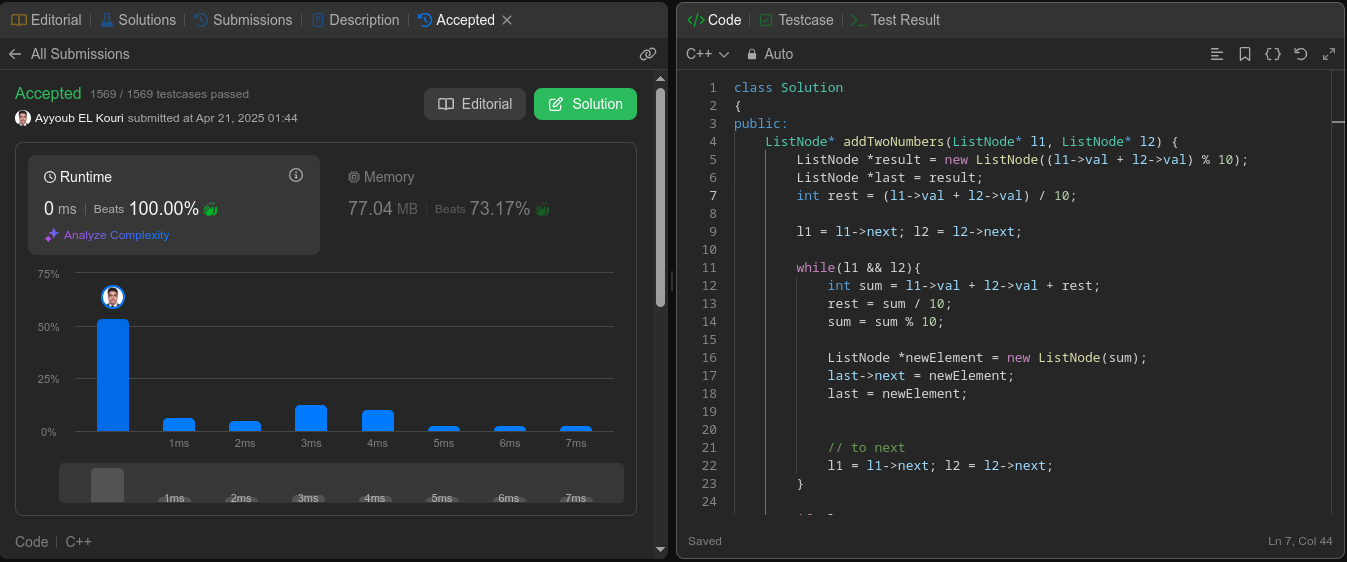 Editorial | Solutions | Submissions | Description | Accepted
All Submissions
Accepted 1569 / 1569 testcases passed
Ayyoub EL Kouri submitted at Apr 21, 2025 01:44
Editorial
Solution
Runtime
0 ms | Beats 100.00%
Analyze Complexity
Memory
77.04 MB | Beats 73.17%
75%
50%
25%
0%
1ms 2ms 3ms 4ms 5ms 6ms 7ms
1ms 2ms 3ms 4ms 5ms 6ms 7ms
Code | C++
</> Code | Testcase | >_ Test Result
C++ Auto
1 class Solution
2 {
3 public:
4     ListNode* addTwoNumbers(ListNode* l1, ListNode* l2) {
5         ListNode *result = new ListNode((l1->val + l2->val) % 10);
6         ListNode *last = result;
7         int rest = (l1->val + l2->val) / 10;
8
9         l1 = l1->next; l2 = l2->next;
10
11         while(l1 && l2){
12             int sum = l1->val + l2->val + rest;
13             rest = sum / 10;
14             sum = sum % 10;
15
16             ListNode *newElement = new ListNode(sum);
17             last->next = newElement;
18             last = newElement;
19
20
21             // to next
22             l1 = l1->next; l2 = l2->next;
23         }
24
Saved
Ln 7, Col 44